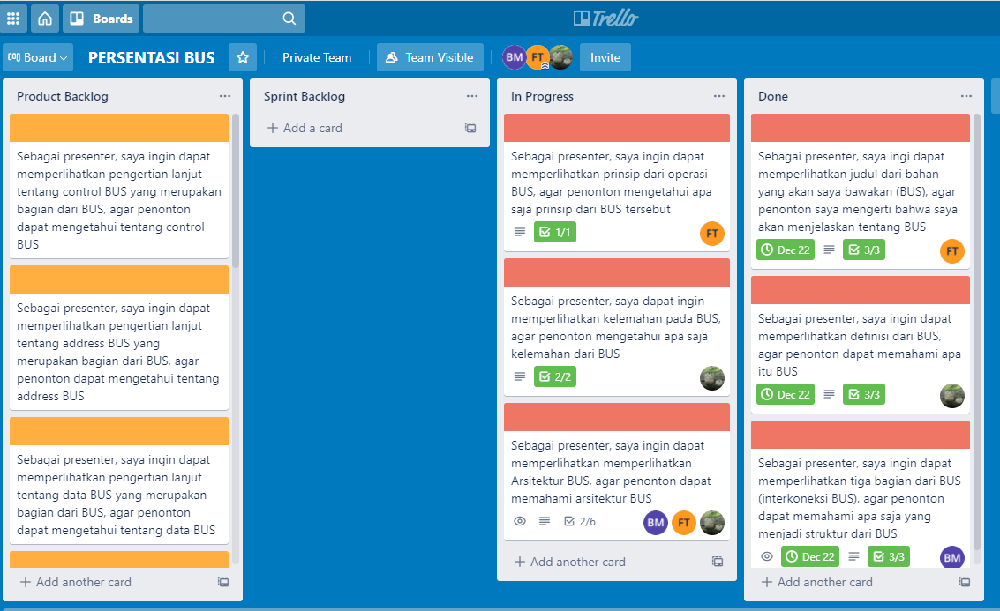 Boards
Trello
Board
PERSENTASI BUS
Private Team
Team Visible
BM
FT
Invite
Product Backlog
Sebagai presenter, saya ingin dapat
memperlihatkan pengertian lanjut
tentang control BUS yang merupakan
bagian dari BUS, agar penonton
dapat mengetahui tentang control
BUS
Sebagai presenter, saya ingin dapat
memperlihatkan pengertian lanjut
tentang address BUS yang
merupakan bagian dari BUS, agar
penonton dapat mengetahui tentang
address BUS
Sebagai presenter, saya ingin dapat
memperlihatkan pengertian lanjut
tentang data BUS yang merupakan
bagian dari BUS, agar penonton
dapat mengetahui tentang data BUS
Add another card
Sprint Backlog
Add a card
In Progress
Sebagai presenter, saya ingin dapat
memperlihatkan prinsip dari operasi
BUS, agar penonton mengetahui apa
saja prinsip dari BUS tersebut
1/1
FT
Sebagai presenter, saya dapat ingin
memperlihatkan kelemahan pada BUS,
agar penonton mengetahui apa saja
kelemahan dari BUS
2/2
Sebagai presenter, saya ingin dapat
memperlihatkan memperlihatkan
Arsitektur BUS, agar penonton dapat
memahami arsitektur BUS
2/6
BM
FT
Add another card
Done
Sebagai presenter, saya ingi dapat
memperlihatkan judul dari bahan
yang akan saya bawakan (BUS), agar
penonton saya mengerti bahwa saya
akan menjelaskan tentang BUS
Dec 22
3/3
FT
Sebagai presenter, saya ingin dapat
memperlihatkan definisi dari BUS,
agar penonton dapat memahami apa
itu BUS
Dec 22
3/3
Sebagai presenter, saya ingin dapat
memperlihatkan tiga bagian dari BUS
(interkoneksi BUS), agar penonton
dapat memahami apa saja yang
menjadi struktur dari BUS
Dec 22
3/3
BM
Add another card